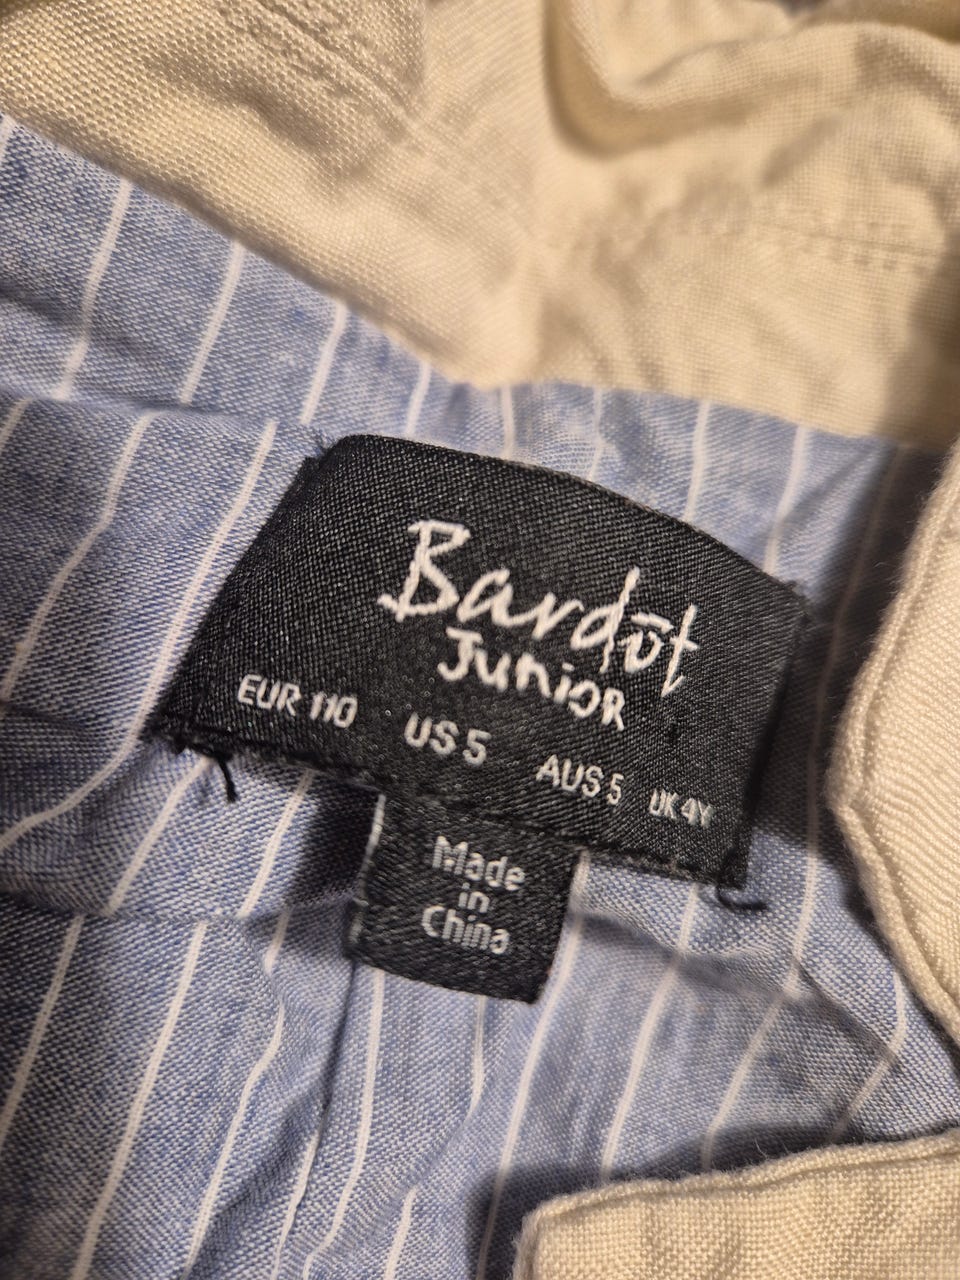 Bardōt
Junior
EUR 110 US 5 AUS 5 UK 4Y
Made
in
China